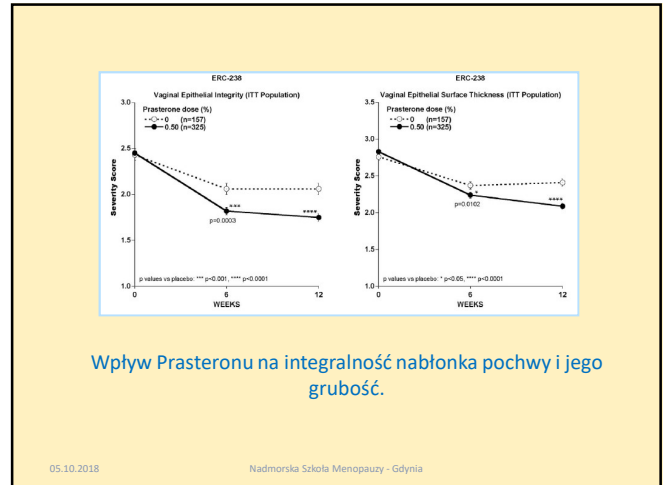 ERC-238
Vaginal Epithelial Integrity (ITT Population)
3.0
2.5
2.0
1.5
1.0
Severity Score
Prasterone dose (%)
0 (n=157)
0.50 (n=325)
***
p=0.0003
****
p values vs placebo: *** p<0.001, **** p<0.0001
0 6 12
WEEKS
ERC-238
Vaginal Epithelial Surface Thickness (ITT Population)
3.5
3.0
2.5
2.0
1.5
1.0
Severity Score
Prasterone dose (%)
0 (n=157)
0.50 (n=325)
*
p=0.0102
****
p values vs placebo: * p<0.05, **** p<0.0001
0 6 12
WEEKS
Wpływ Prasteronu na integralność nabłonka pochwy i jego
grubość.
05.10.2018 Nadmorska Szkoła Menopauzy - Gdynia